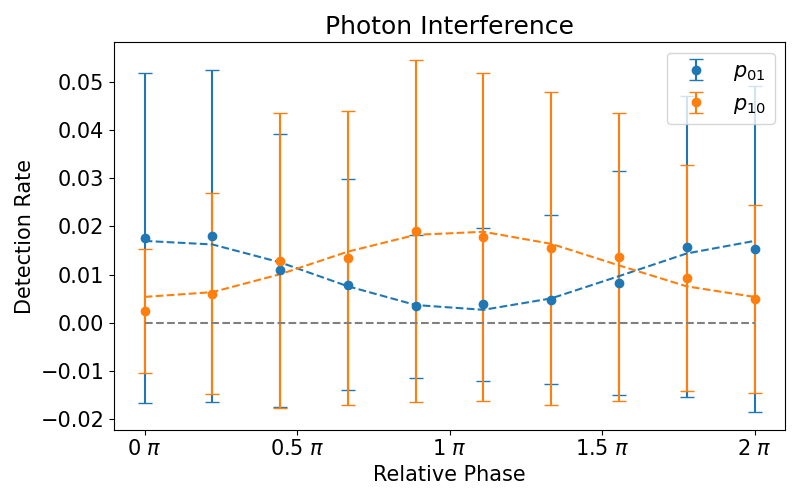 Photon Interference
p01
p10
Detection Rate
0.05
0.04
0.03
0.02
0.01
0.00
−0.01
−0.02
0 π
0.5 π
1 π
1.5 π
2 π
Relative Phase